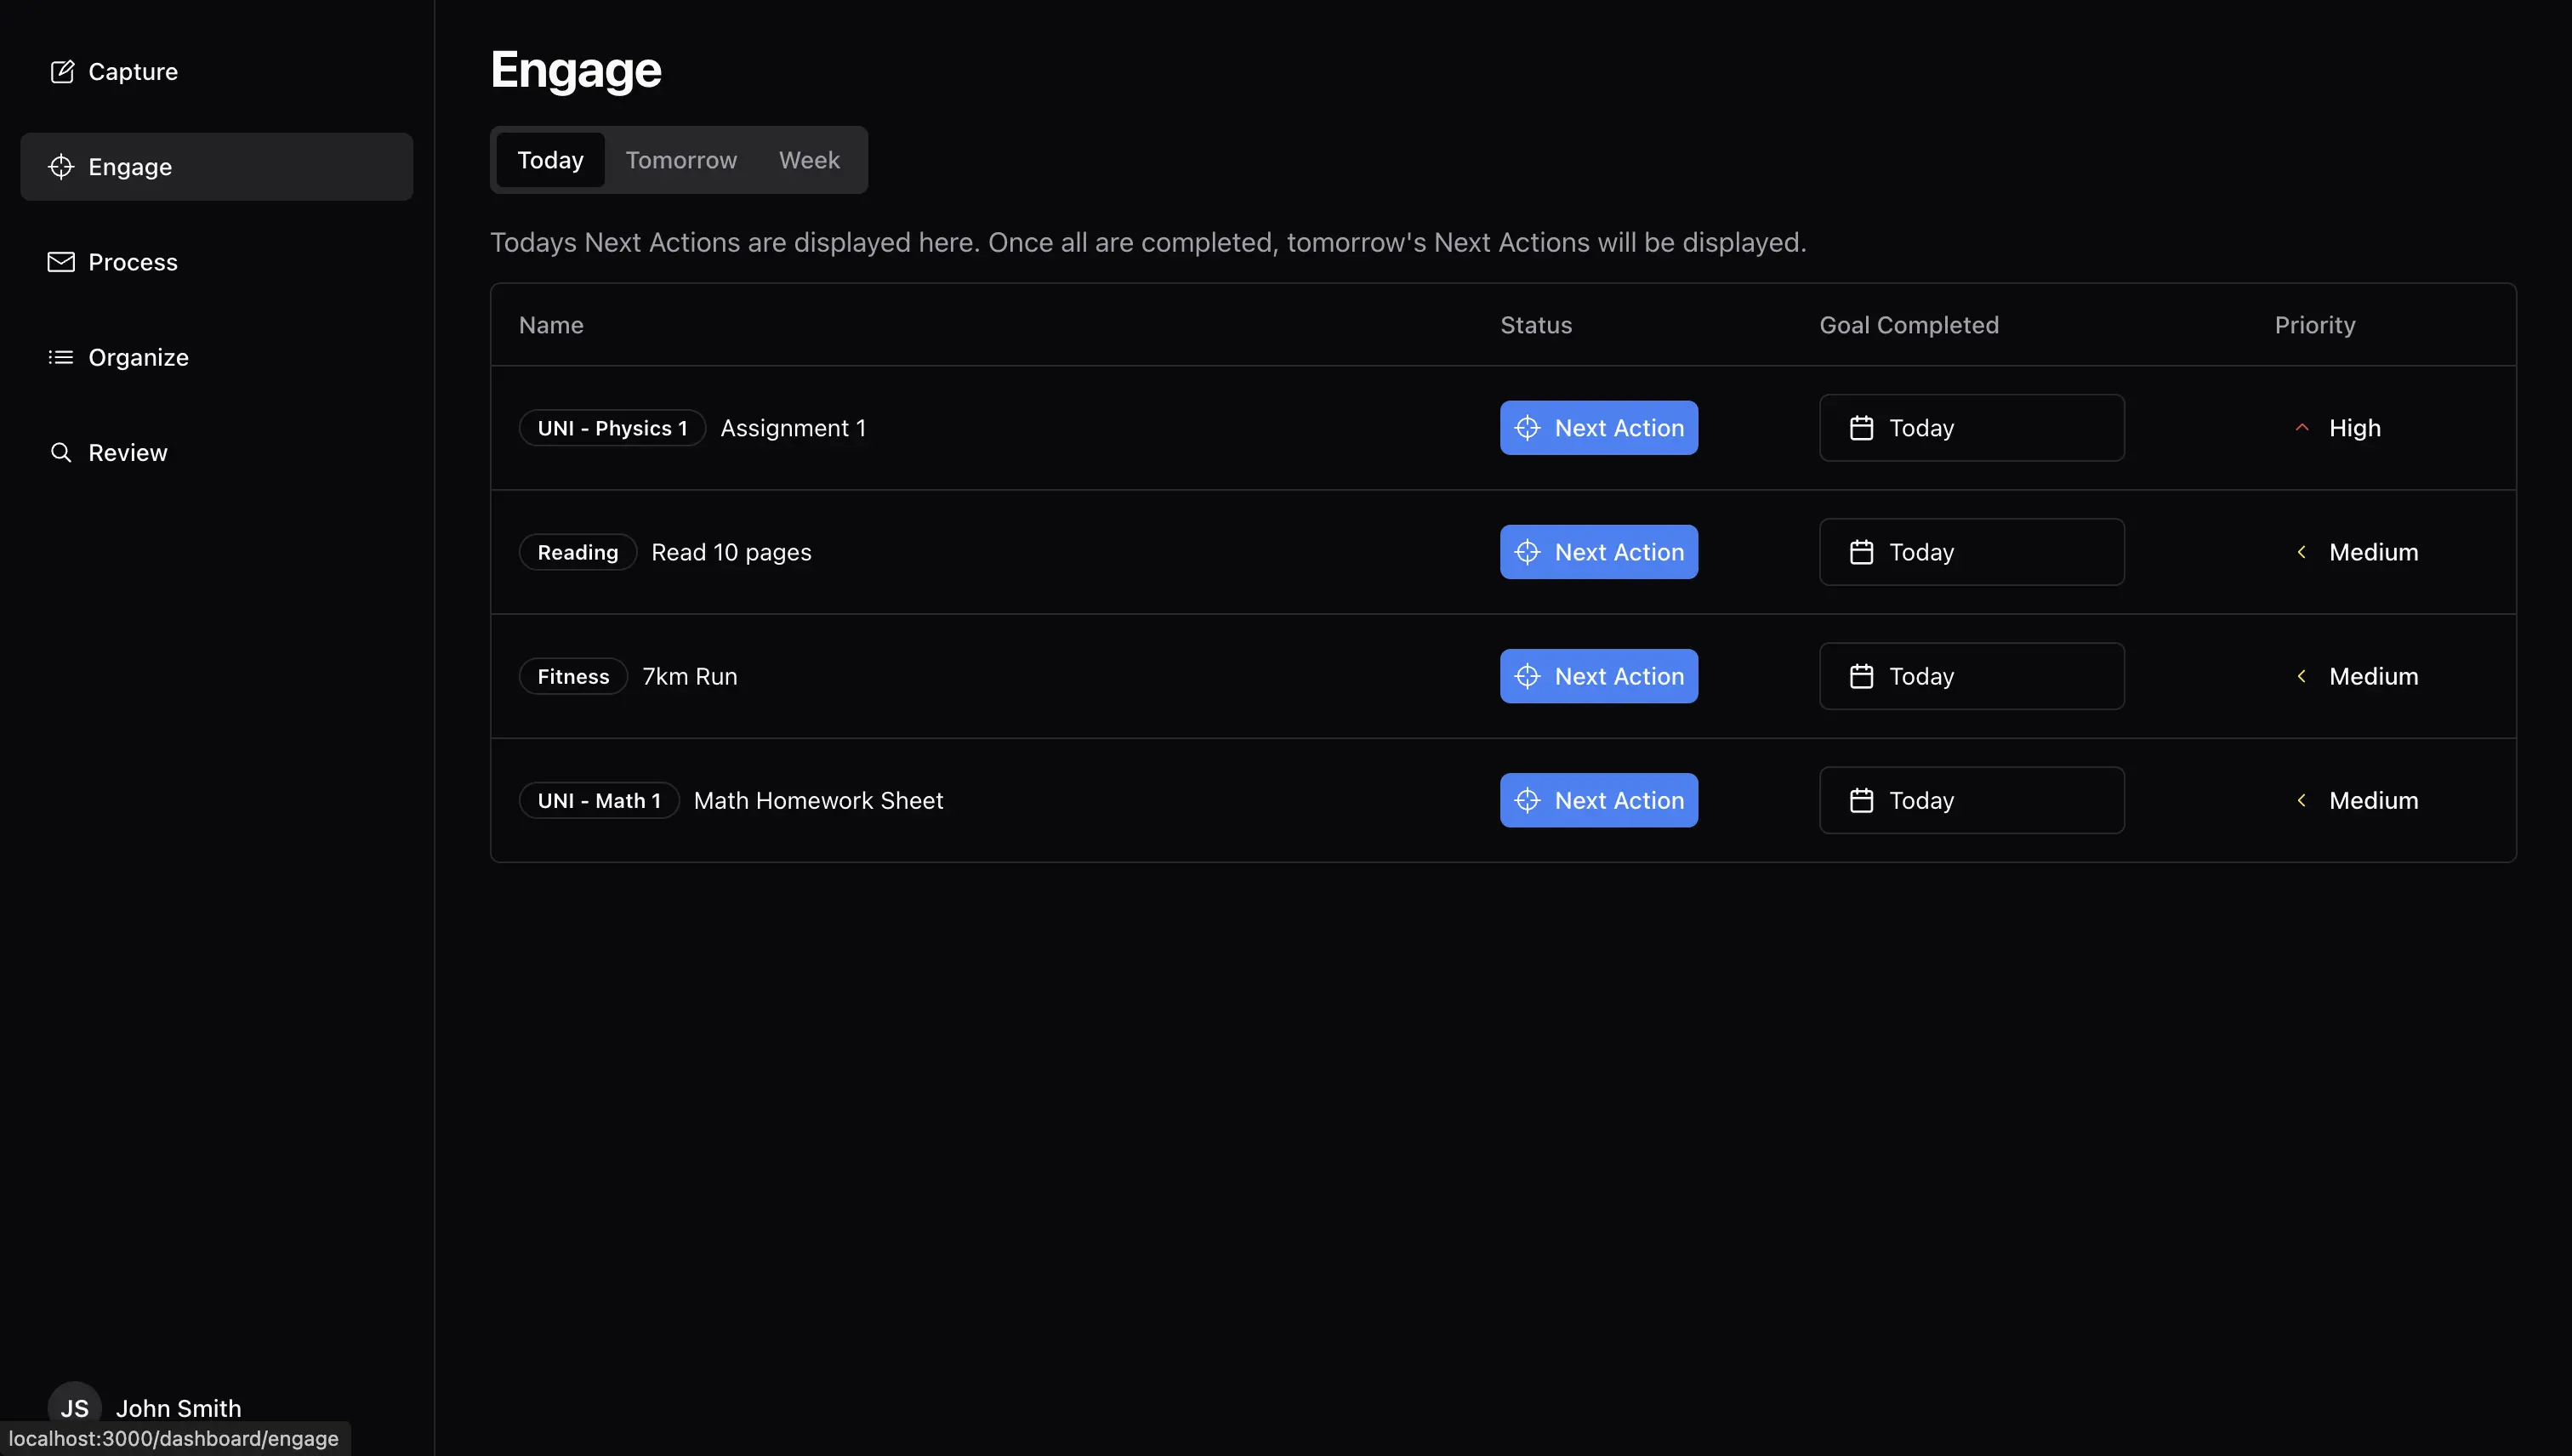 Capture
Engage
Process
Organize
Review
JS John Smith
localhost:3000/dashboard/engage
Engage
Today Tomorrow Week
Todays Next Actions are displayed here. Once all are completed, tomorrow's Next Actions will be displayed.
Name Status Goal Completed Priority
UNI - Physics 1 Assignment 1 Next Action Today High
Reading Read 10 pages Next Action Today Medium
Fitness 7km Run Next Action Today Medium
UNI - Math 1 Math Homework Sheet Next Action Today Medium